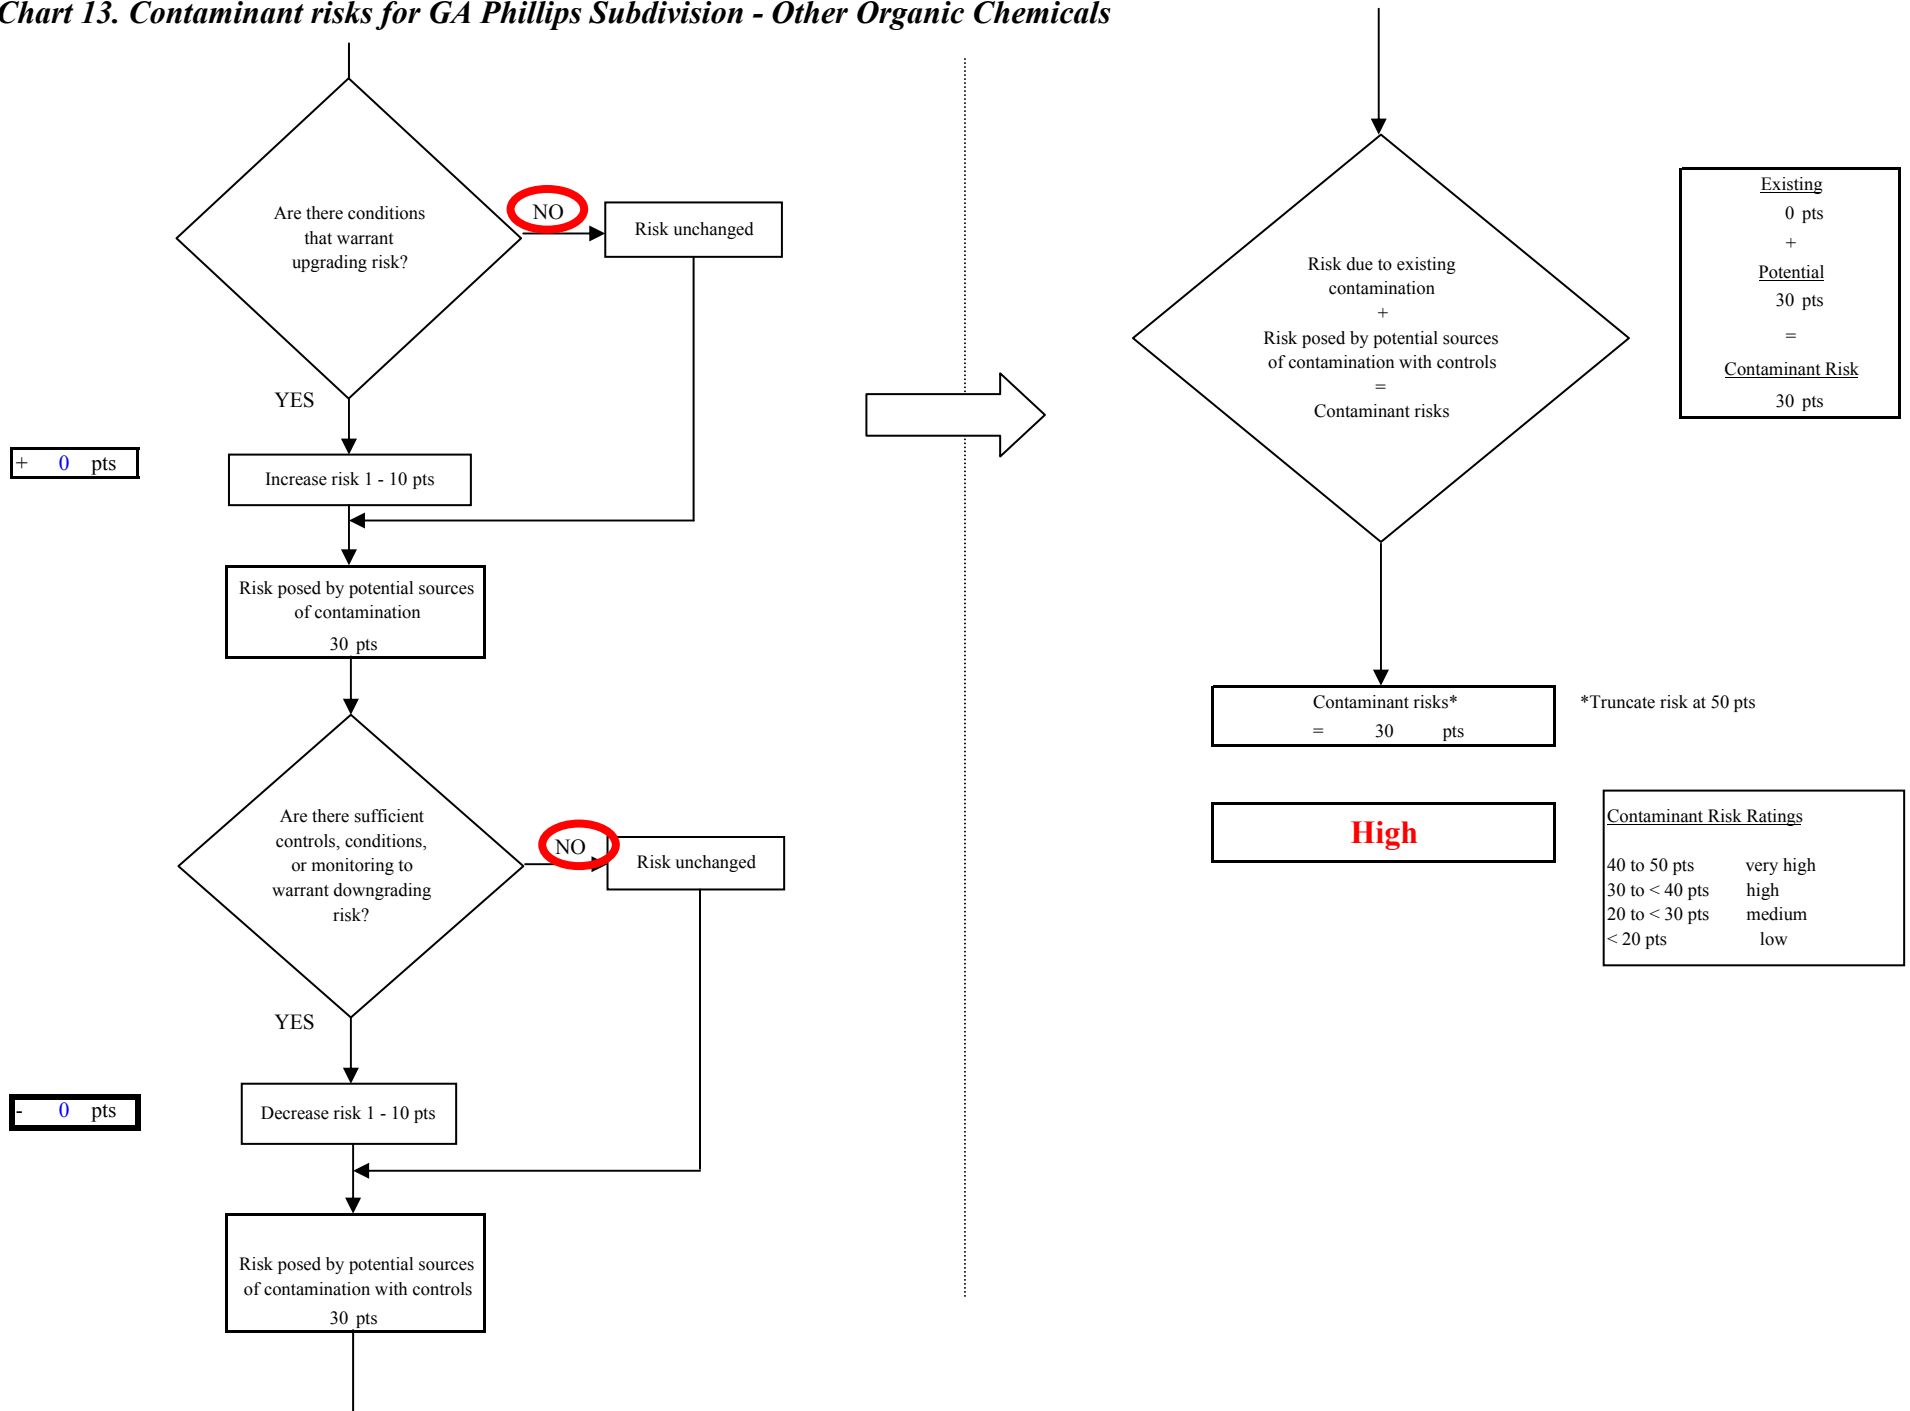 Chart 13. Contaminant risks for GA Phillips Subdivision - Other Organic Chemicals
Are there conditions
that warrant
upgrading risk?
NO
Risk unchanged
YES
+ 0 pts
Increase risk 1 - 10 pts
Risk posed by potential sources
of contamination
30 pts
Are there sufficient
controls, conditions,
or monitoring to
warrant downgrading
risk?
NO
Risk unchanged
YES
- 0 pts
Decrease risk 1 - 10 pts
Risk posed by potential sources
of contamination with controls
30 pts
Risk due to existing
contamination
+
Risk posed by potential sources
of contamination with controls
=
Contaminant risks
Existing
0 pts
+
Potential
30 pts
=
Contaminant Risk
30 pts
Contaminant risks*
= 30 pts
*Truncate risk at 50 pts
High
Contaminant Risk Ratings
40 to 50 pts very high
30 to < 40 pts high
20 to < 30 pts medium
< 20 pts low